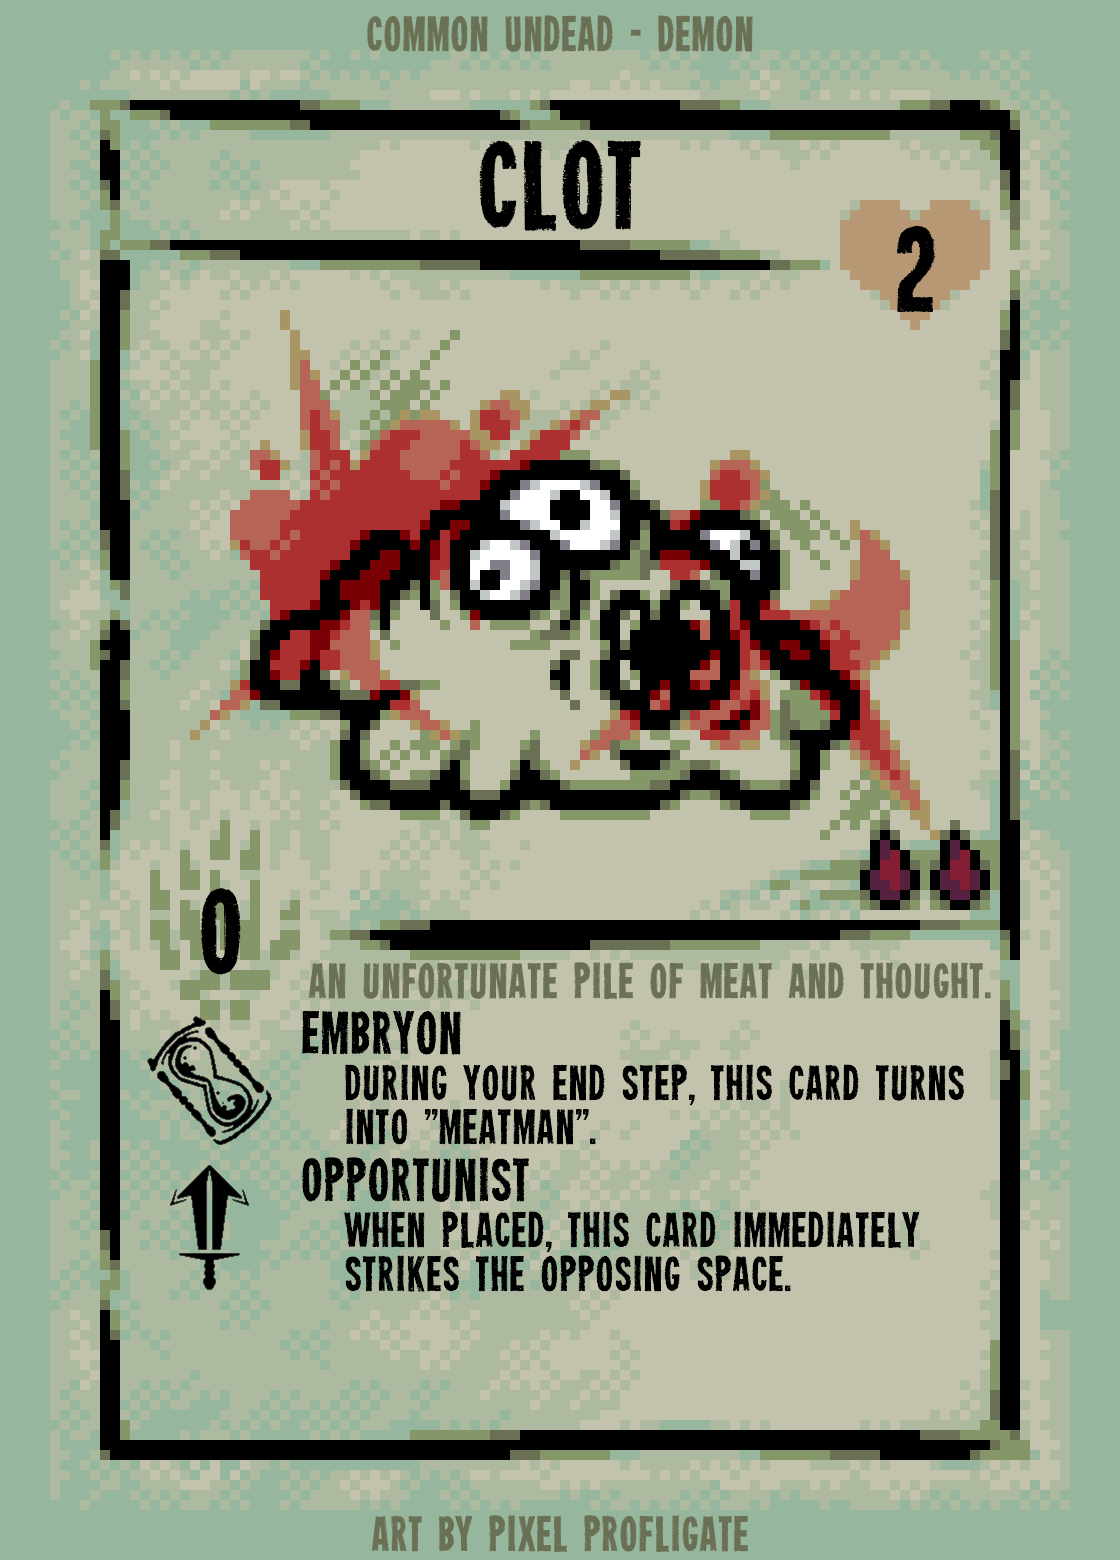 COMMON UNDEAD - DEMON
CLOT
2
0
AN UNFORTUNATE PILE OF MEAT AND THOUGHT.
EMBRYON
DURING YOUR END STEP, THIS CARD TURNS
INTO "MEATMAN".
OPPORTUNIST
WHEN PLACED, THIS CARD IMMEDIATELY
STRIKES THE OPPOSING SPACE.
ART BY PIXEL PROFLIGATE